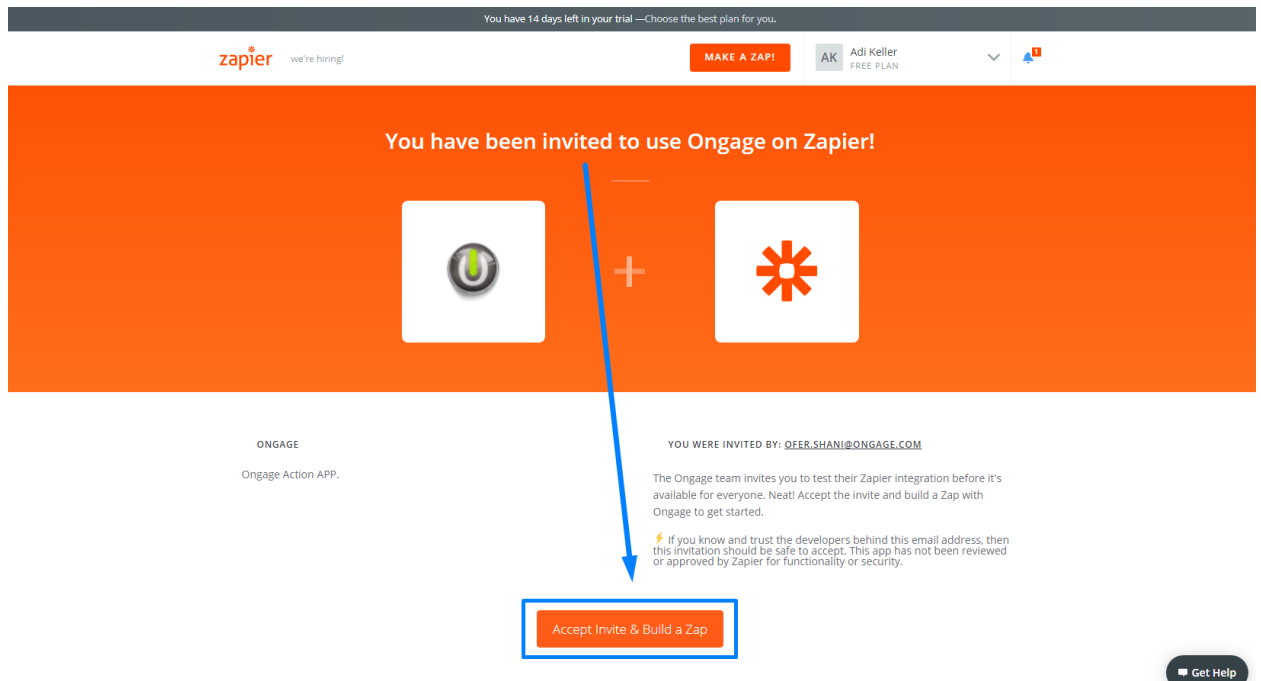 You have 14 days left in your trial —Choose the best plan for you.
zapier we're hiring! MAKE A ZAP! AK Adi Keller 1
FREE PLAN
You have been invited to use Ongage on Zapier!
ONGAGE
Ongage Action APP.
YOU WERE INVITED BY: OFER.SHANI@ONGAGE.COM
The Ongage team invites you to test their Zapier integration before it's
available for everyone. Neat! Accept the invite and build a Zap with
Ongage to get started.
⚡ If you know and trust the developers behind this email address, then
this invitation should be safe to accept. This app has not been reviewed
or approved by Zapier for functionality or security.
Accept Invite & Build a Zap
Get Help